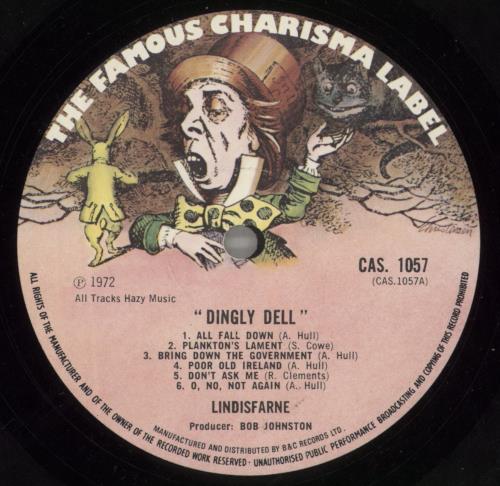 THE FAMOUS CHARISMA LABEL
CAS. 1057
(CAS.1057A)
℗ 1972
All Tracks Hazy Music
"DINGLY DELL"
1. ALL FALL DOWN (A. Hull)
2. PLANKTON'S LAMENT (S. Cowe)
3. BRING DOWN THE GOVERNMENT (A. Hull)
4. POOR OLD IRELAND (A. Hull)
5. DON'T ASK ME (R. Clements)
6. O, NO, NOT AGAIN (A. Hull)
LINDISFARNE
Producer: BOB JOHNSTON
MANUFACTURED AND DISTRIBUTED BY B&C RECORDS LTD.
ALL RIGHTS OF THE MANUFACTURER AND OF THE OWNER OF THE RECORDED WORK RESERVED · UNAUTHORISED PUBLIC PERFORMANCE BROADCASTING AND COPYING OF THIS RECORD PROHIBITED